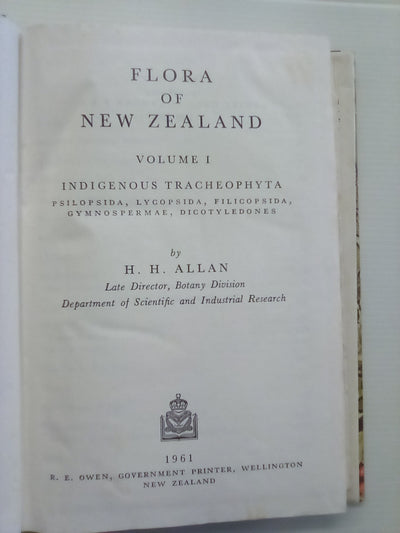 FLORA
OF
NEW ZEALAND
VOLUME I
INDIGENOUS TRACHEOPHYTA
PSILOPSIDA, LYCOPSIDA, FILICOPSIDA,
GYMNOSPERMAE, DICOTYLEDONES
by
H. H. ALLAN
Late Director, Botany Division
Department of Scientific and Industrial Research
1961
R. E. OWEN, GOVERNMENT PRINTER, WELLINGTON
NEW ZEALAND